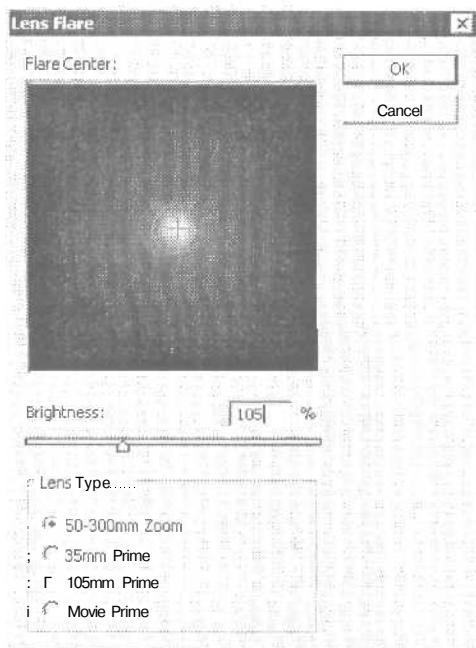 Lens Flare
Flare Center:
OK
Cancel
Brightness: 105 %
Lens Type......
50-300mm Zoom
; 35mm Prime
: Г 105mm Prime
i Movie Prime